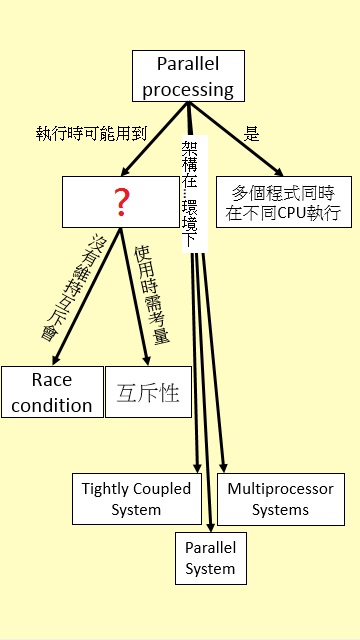 Parallel
processing
執行時可能用到
是
架構在...環境下
?
多個程式同時
在不同CPU執行
沒有維持互斥會
使用時需考量
Race
condition
互斥性
Tightly Coupled
System
Multiprocessor
Systems
Parallel
System